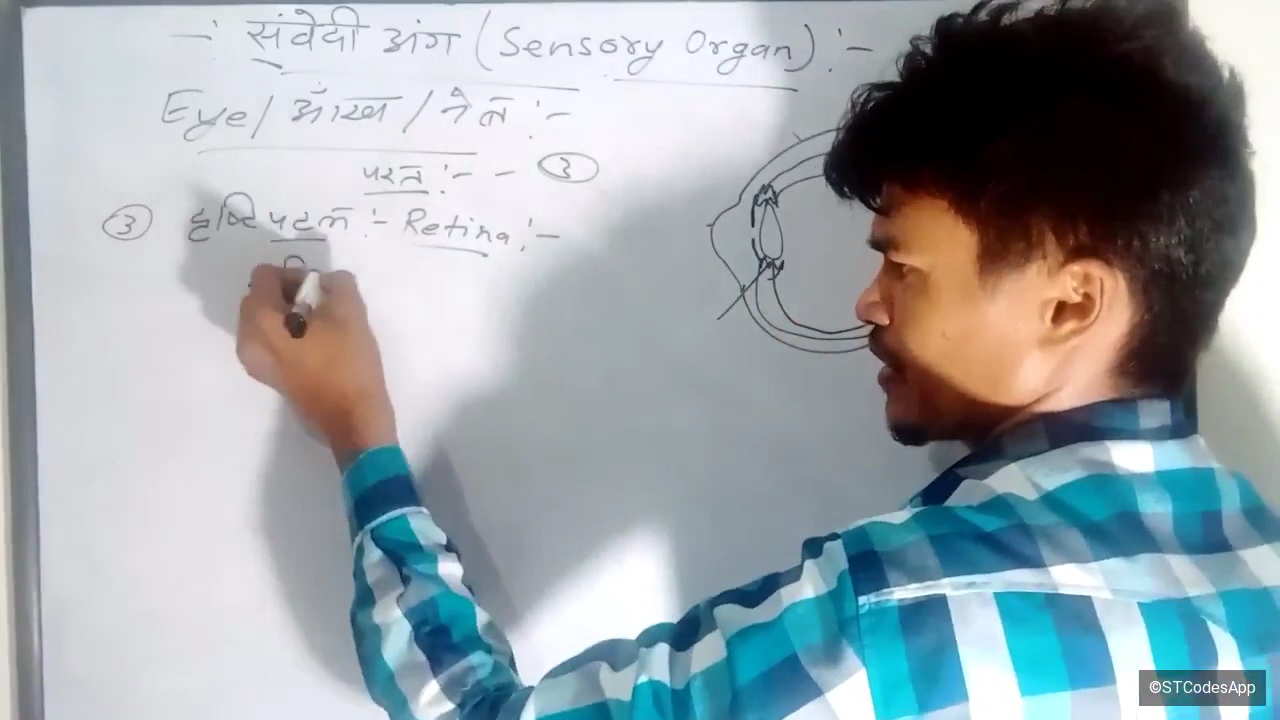 -: संवेदी अंग (Sensory Organ) :-
Eye/ आँख / नेत्र :-
परत :- - ③
③ दृष्टि पटल :- Retina :-
©STCodesApp